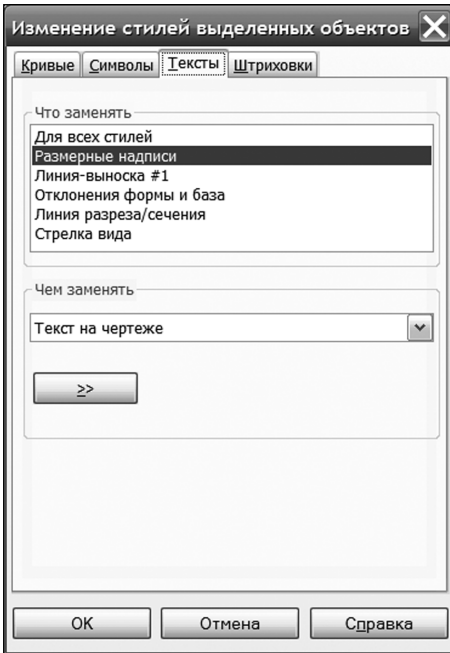 Изменение стилей выделенных объектов
Кривые Символы Тексты Штриховки
Что заменять
Для всех стилей
Размерные надписи
Линия-выноска #1
Отклонения формы и база
Линия разреза/сечения
Стрелка вида
Чем заменять
Текст на чертеже
>>
OK Отмена Справка